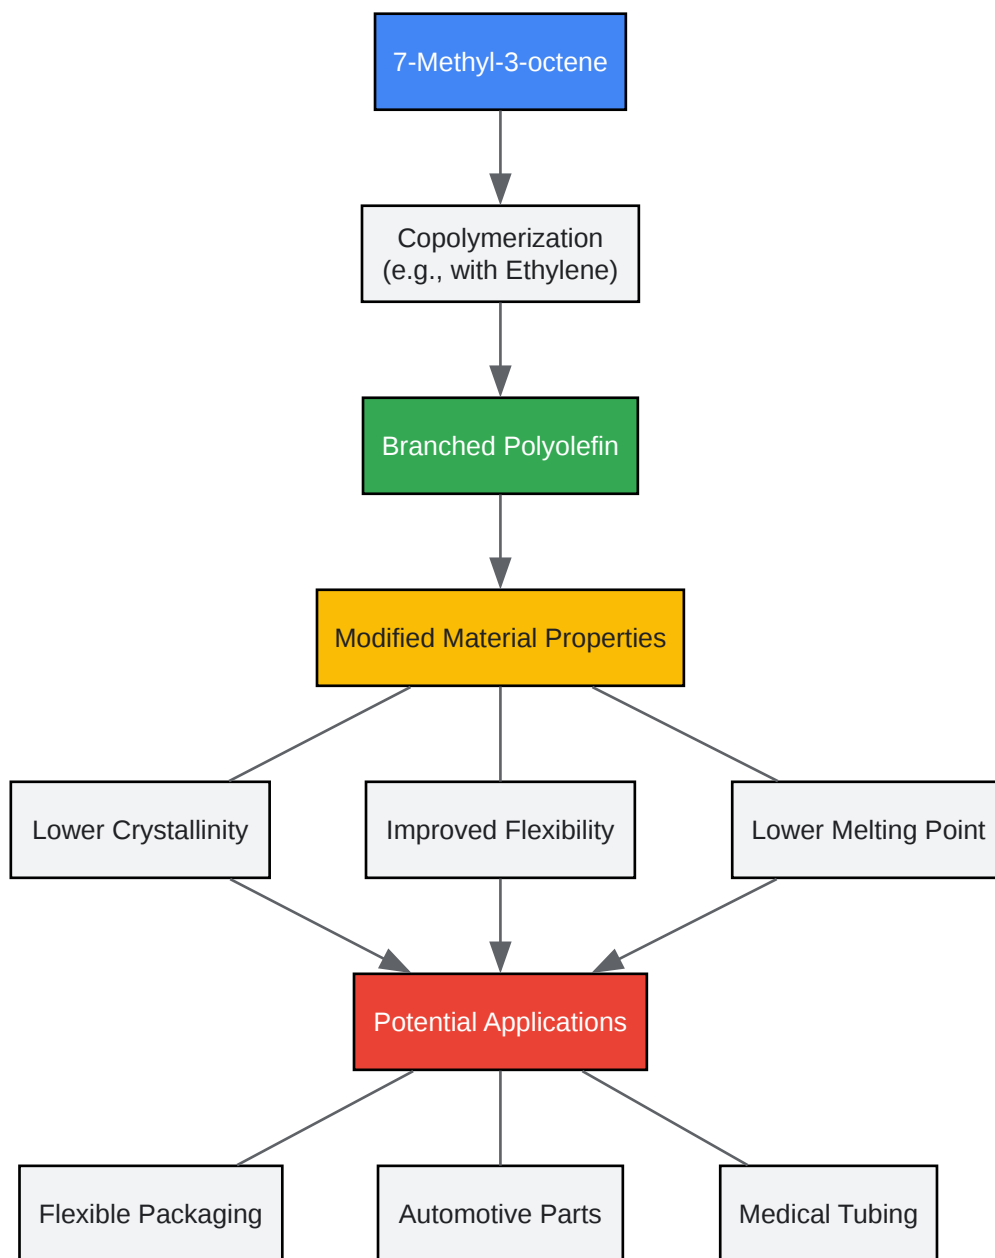 7-Methyl-3-octene
Copolymerization
(e.g., with Ethylene)
Branched Polyolefin
Modified Material Properties
Lower Crystallinity
Improved Flexibility
Lower Melting Point
Potential Applications
Flexible Packaging
Automotive Parts
Medical Tubing